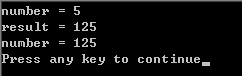 number = 5
result = 125
number = 125
Press any key to continue